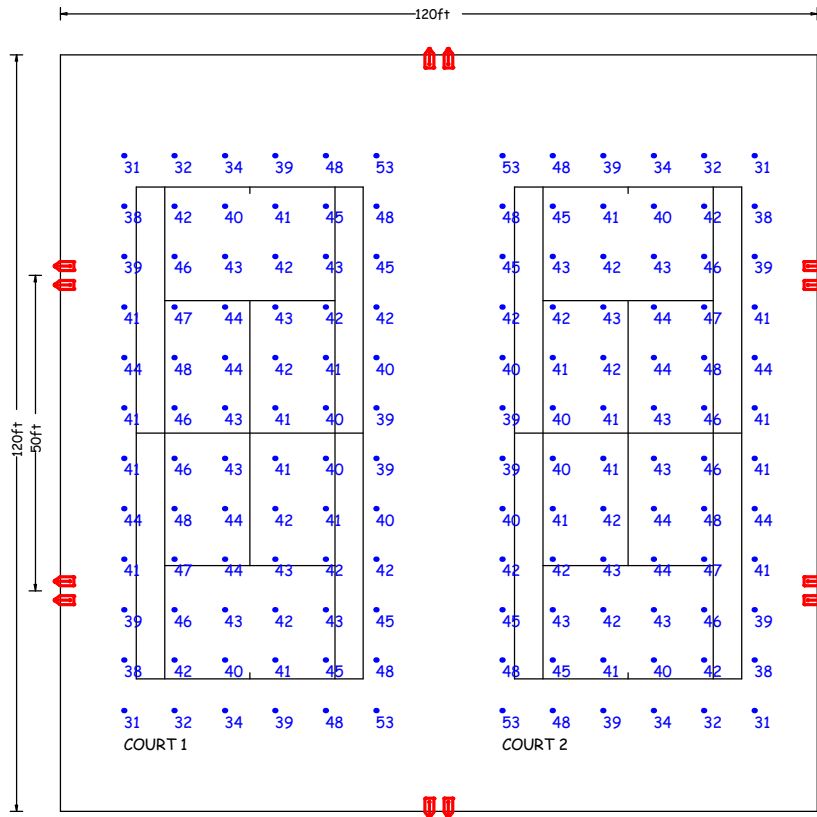 120ft
31 32 34 39 48 53 53 48 39 34 32 31
38 42 40 41 45 48 48 45 41 40 42 38
39 46 43 42 43 45 45 43 42 43 46 39
41 47 44 43 42 42 42 42 43 44 47 41
44 48 44 42 41 40 40 41 42 44 48 44
41 46 43 41 40 39 39 40 41 43 46 41
120ft
50ft
41 46 43 41 40 39 39 40 41 43 46 41
44 48 44 42 41 40 40 41 42 44 48 44
41 47 44 43 42 42 42 42 43 44 47 41
39 46 43 42 43 45 45 43 42 43 46 39
38 42 40 41 45 48 48 45 41 40 42 38
31 32 34 39 48 53 53 48 39 34 32 31
COURT 1 COURT 2